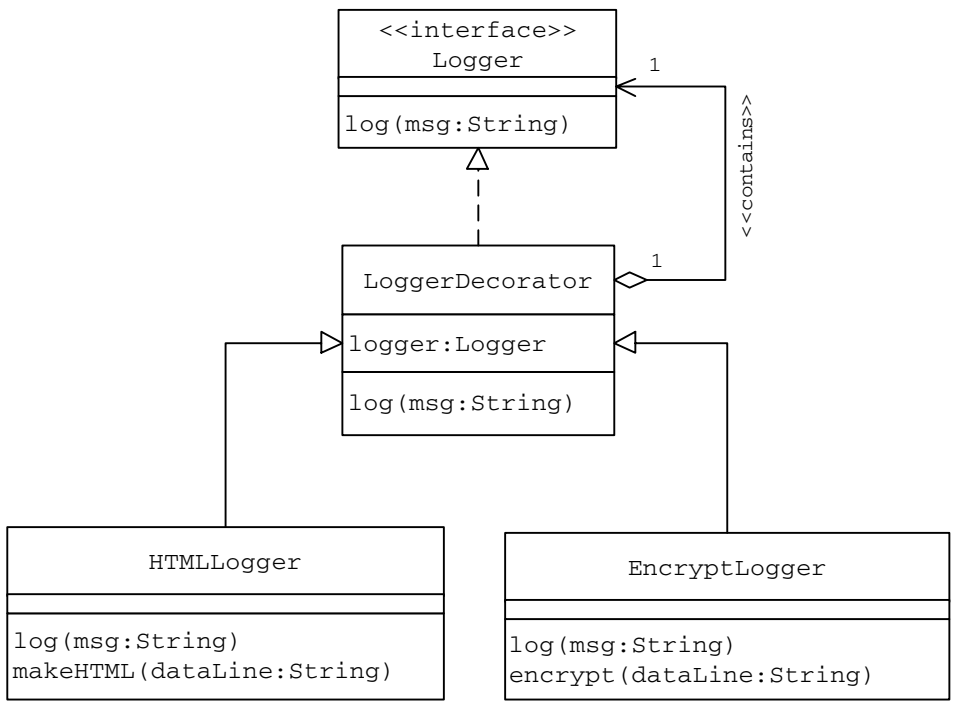 <<interface>>
Logger
1
log(msg:String)
<<contains>>
LoggerDecorator
1
logger:Logger
log(msg:String)
HTMLLogger
log(msg:String)
makeHTML(dataLine:String)
EncryptLogger
log(msg:String)
encrypt(dataLine:String)